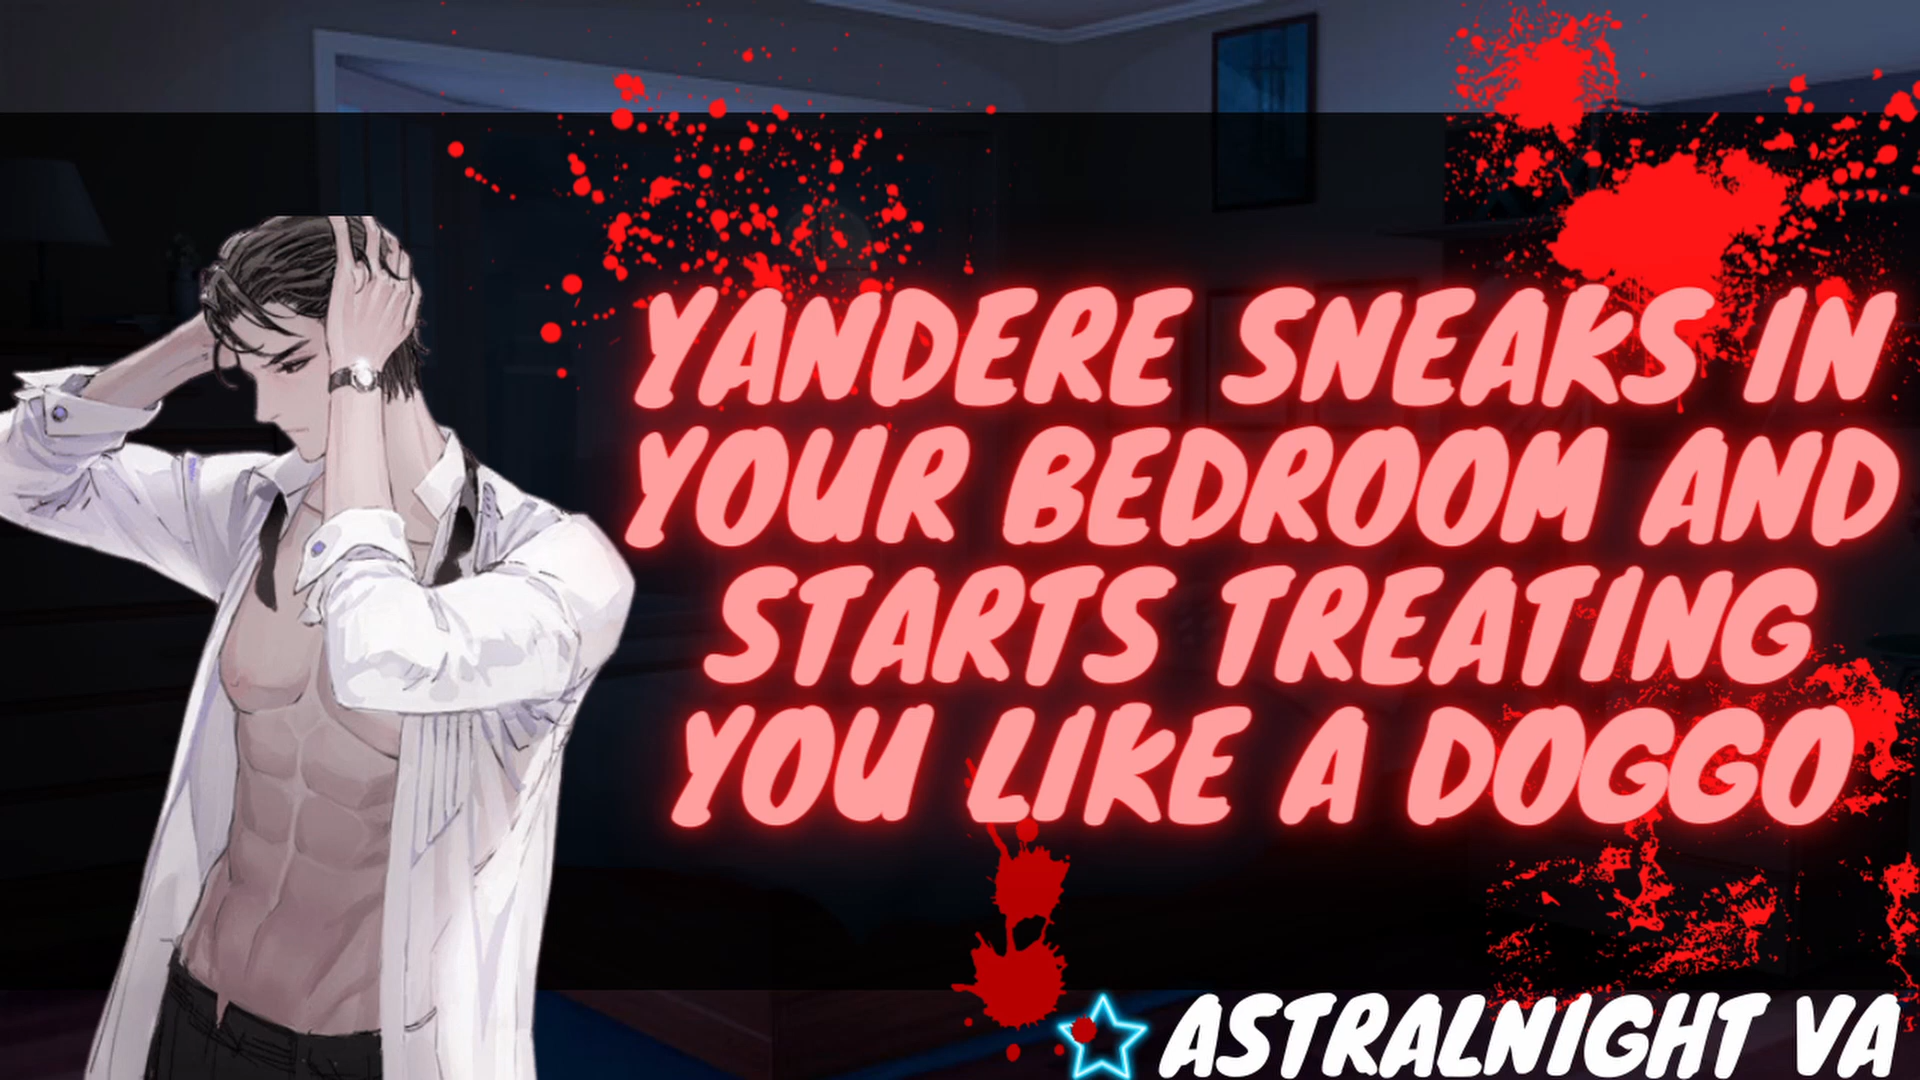 YANDERE SNEAKS IN
YOUR BEDROOM AND
STARTS TREATING
YOU LIKE A DOGGO
ASTRALNIGHT VA